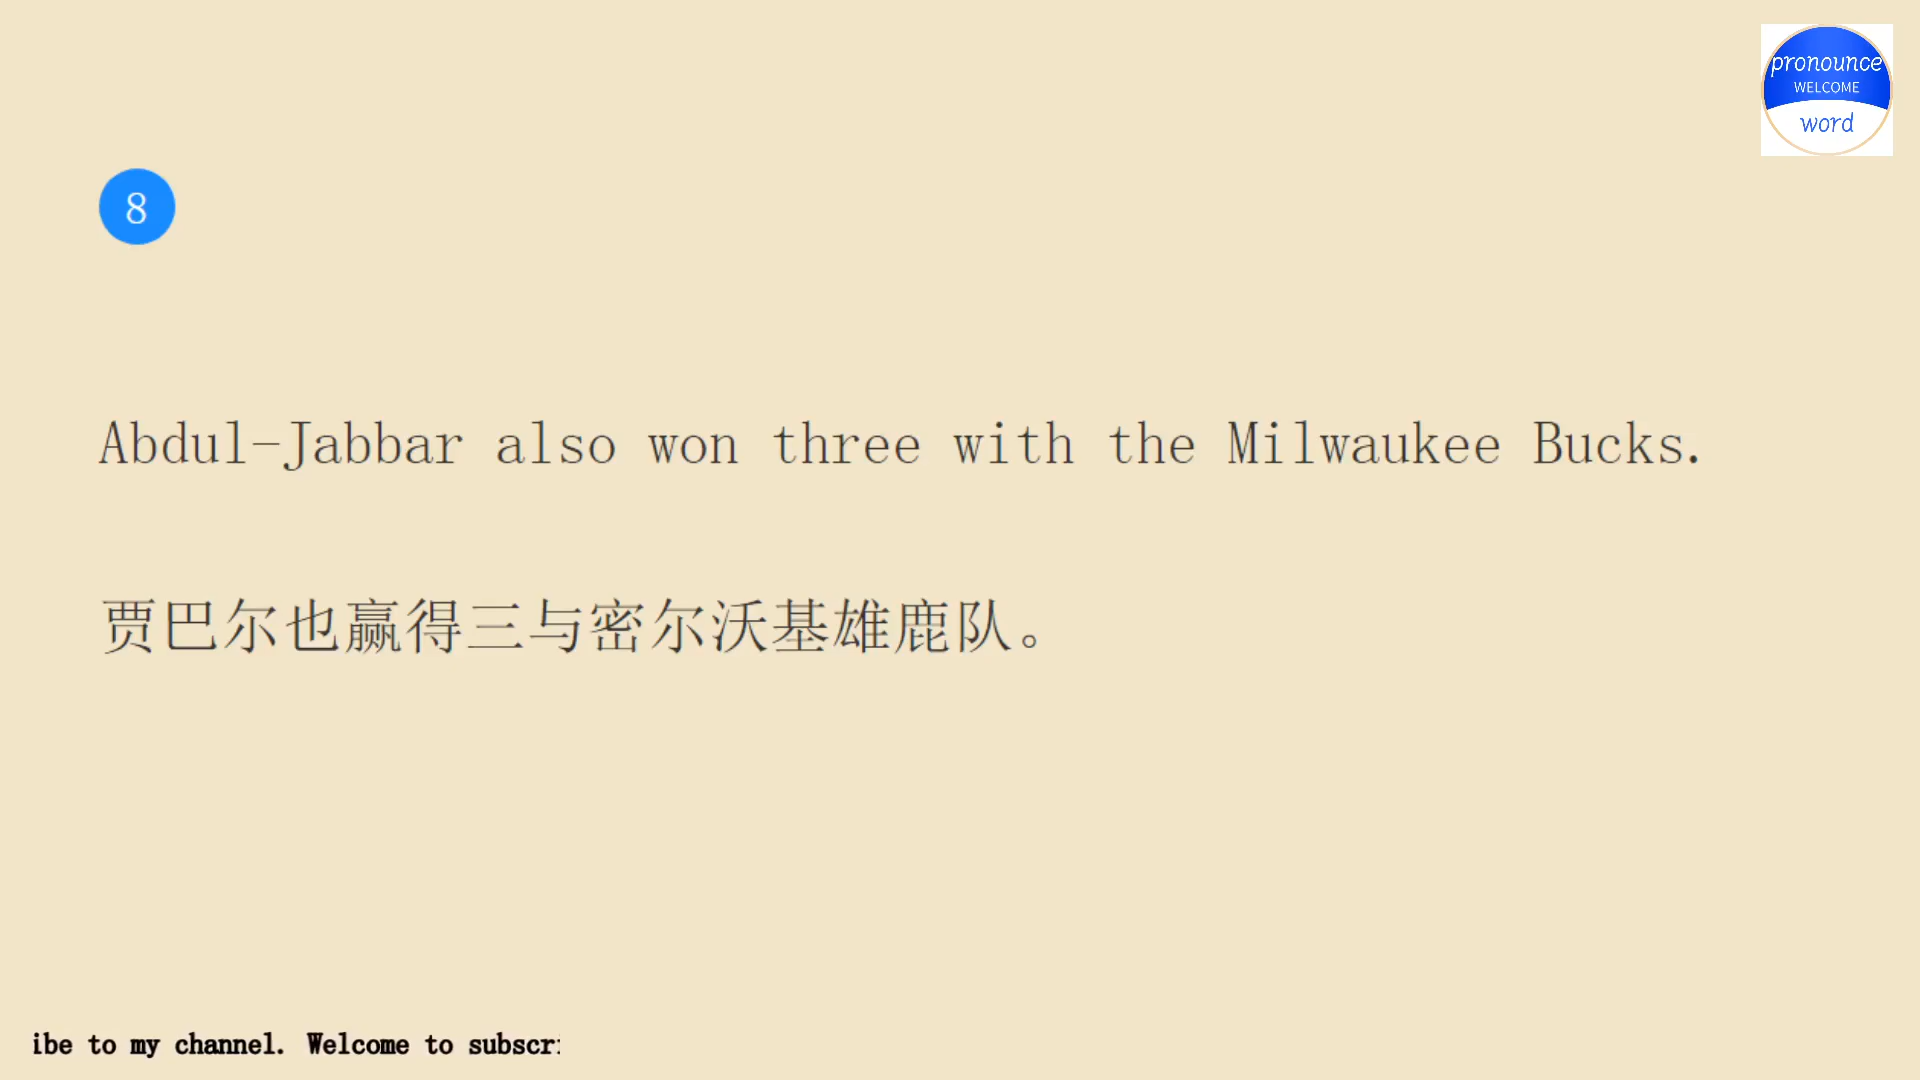 pronounce
WELCOME
word
8
Abdul-Jabbar also won three with the Milwaukee Bucks.
贾巴尔也赢得三与密尔沃基雄鹿队。
ibe to my channel. Welcome to subscri